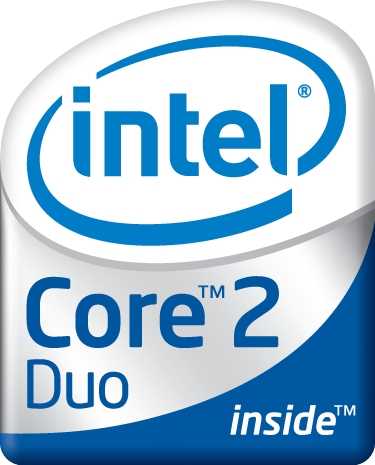 intel®
Core™ 2
Duo
inside™